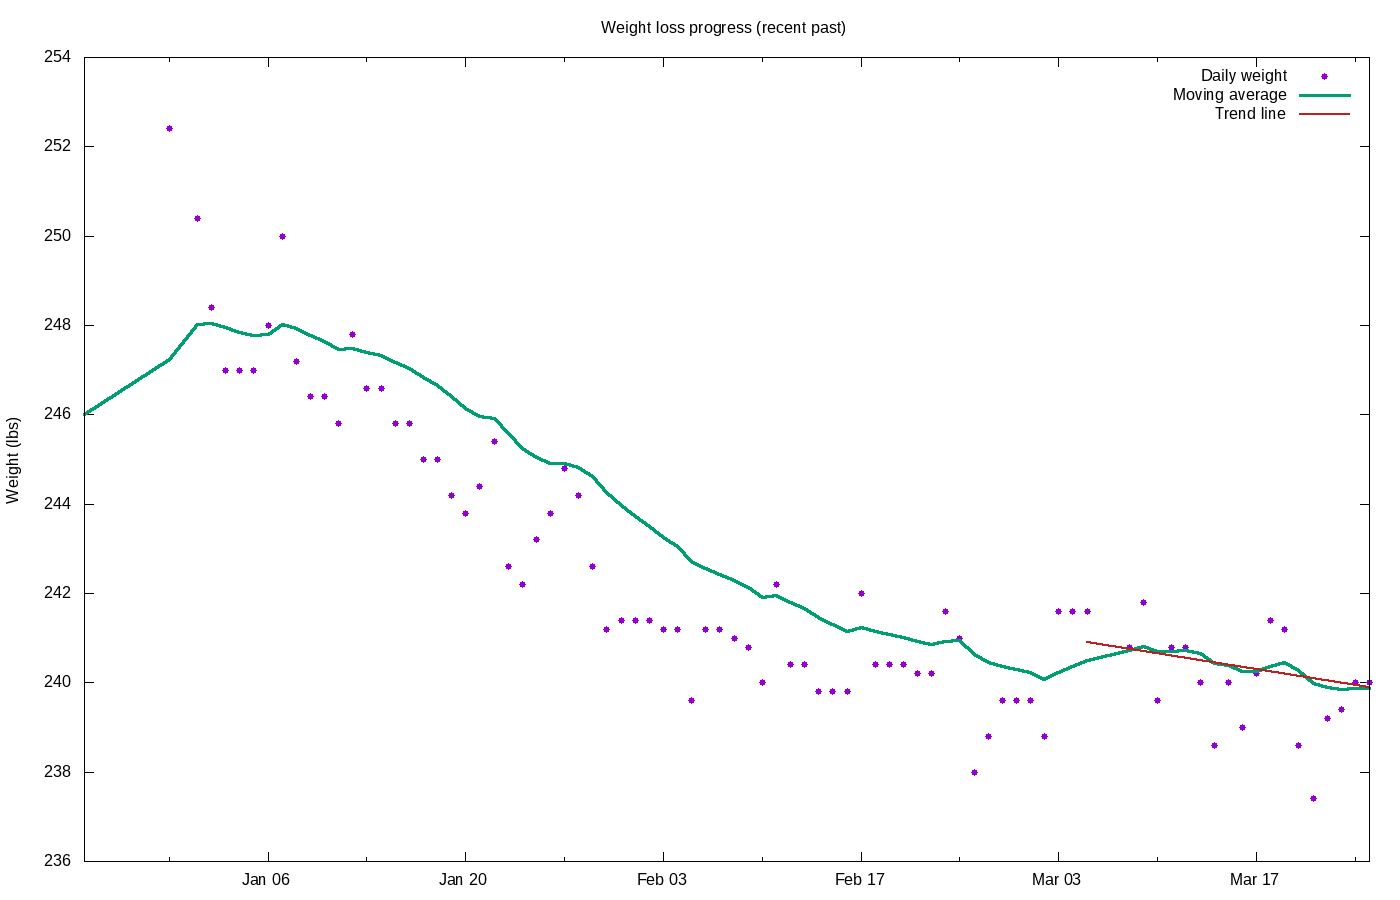 Weight loss progress (recent past)
254
252
250
248
246
244
242
240
238
236
Weight (lbs)
Daily weight
Moving average
Trend line
Jan 06
Jan 20
Feb 03
Feb 17
Mar 03
Mar 17